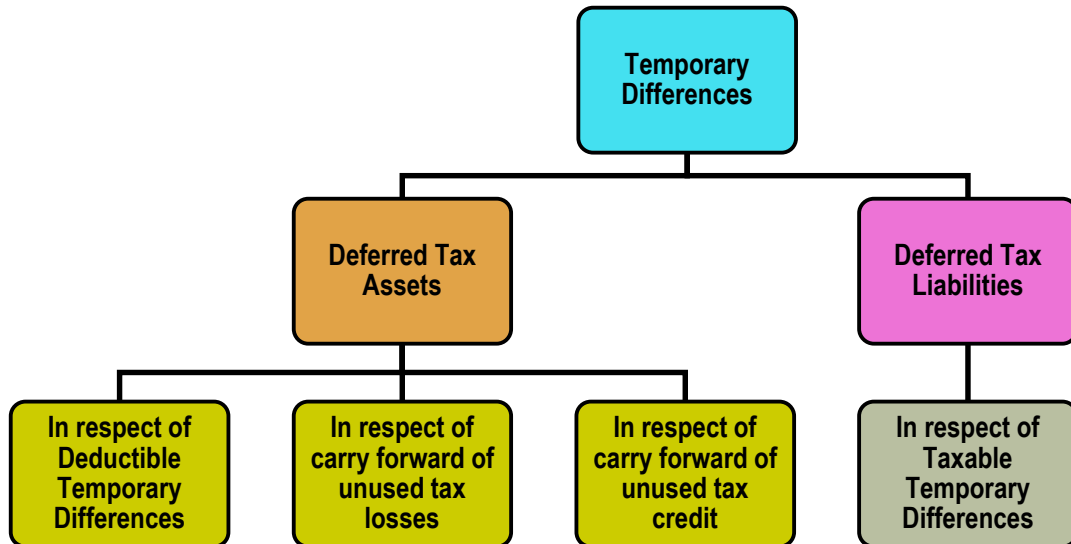 Temporary
Differences
Deferred Tax
Assets
Deferred Tax
Liabilities
In respect of
Deductible
Temporary
Differences
In respect of
carry forward of
unused tax
losses
In respect of
carry forward of
unused tax
credit
In respect of
Taxable
Temporary
Differences